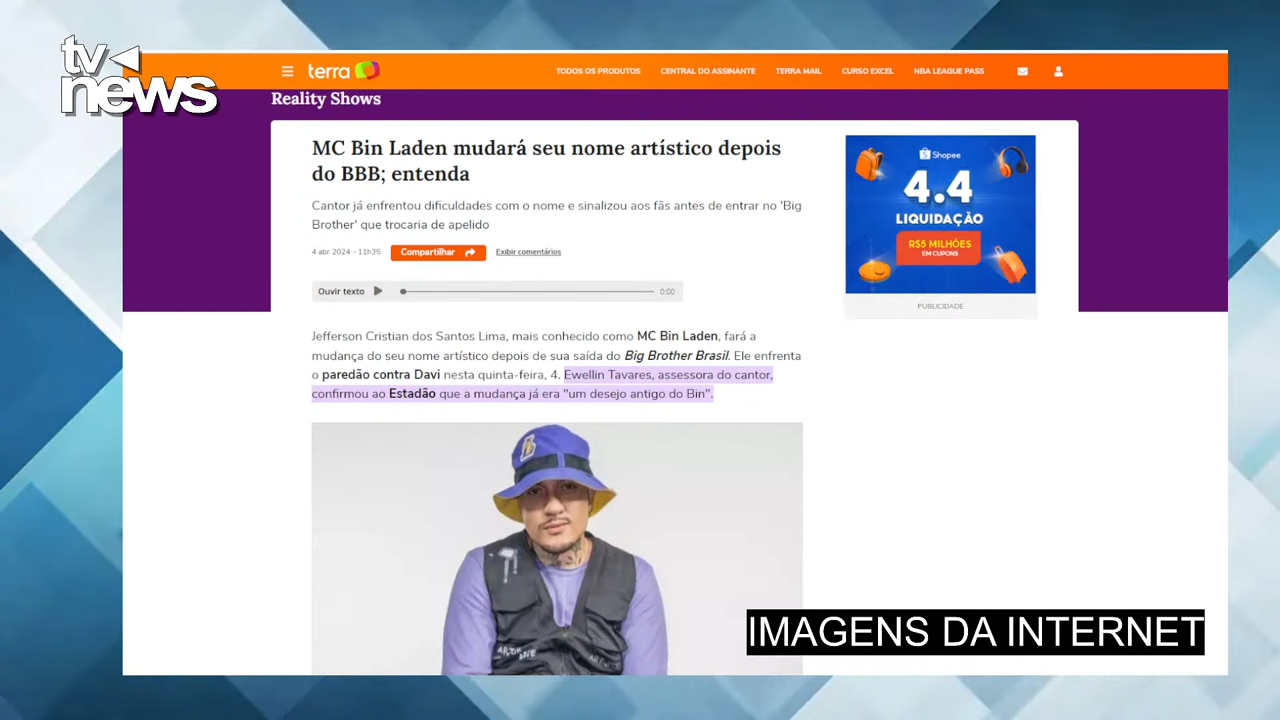 tv
news
terra
TODOS OS PRODUTOS
CENTRAL DO ASSINANTE
TERRA MAIL
CURSO EXCEL
NBA LEAGUE PASS
Reality Shows
MC Bin Laden mudará seu nome artístico depois
do BBB; entenda
Cantor já enfrentou dificuldades com o nome e sinalizou aos fãs antes de entrar no 'Big
Brother' que trocaria de apelido
4 abr 2024 - 11h35
Compartilhar
Exibir comentários
Ouvir texto
0:00
Jefferson Cristian dos Santos Lima, mais conhecido como MC Bin Laden, fará a
mudança do seu nome artístico depois de sua saída do Big Brother Brasil. Ele enfrenta
o paredão contra Davi nesta quinta-feira, 4. Ewellin Tavares, assessora do cantor,
confirmou ao Estadão que a mudança já era "um desejo antigo do Bin".
Shopee
4.4
LIQUIDAÇÃO
R$5 MILHÕES
EM CUPONS
PUBLICIDADE
B
IMAGENS DA INTERNET